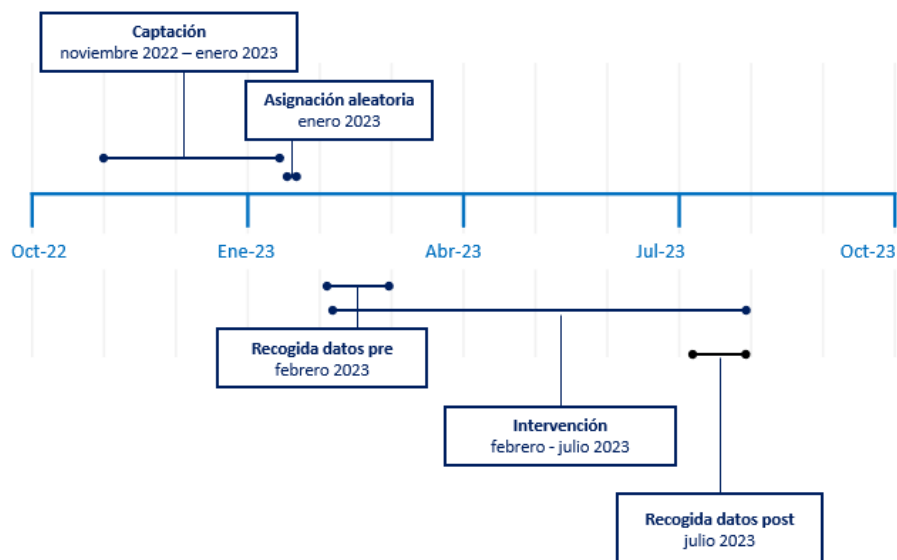 Captación
noviembre 2022 – enero 2023
Asignación aleatoria
enero 2023
Oct-22
Ene-23
Abr-23
Jul-23
Oct-23
Recogida datos pre
febrero 2023
Intervención
febrero - julio 2023
Recogida datos post
julio 2023